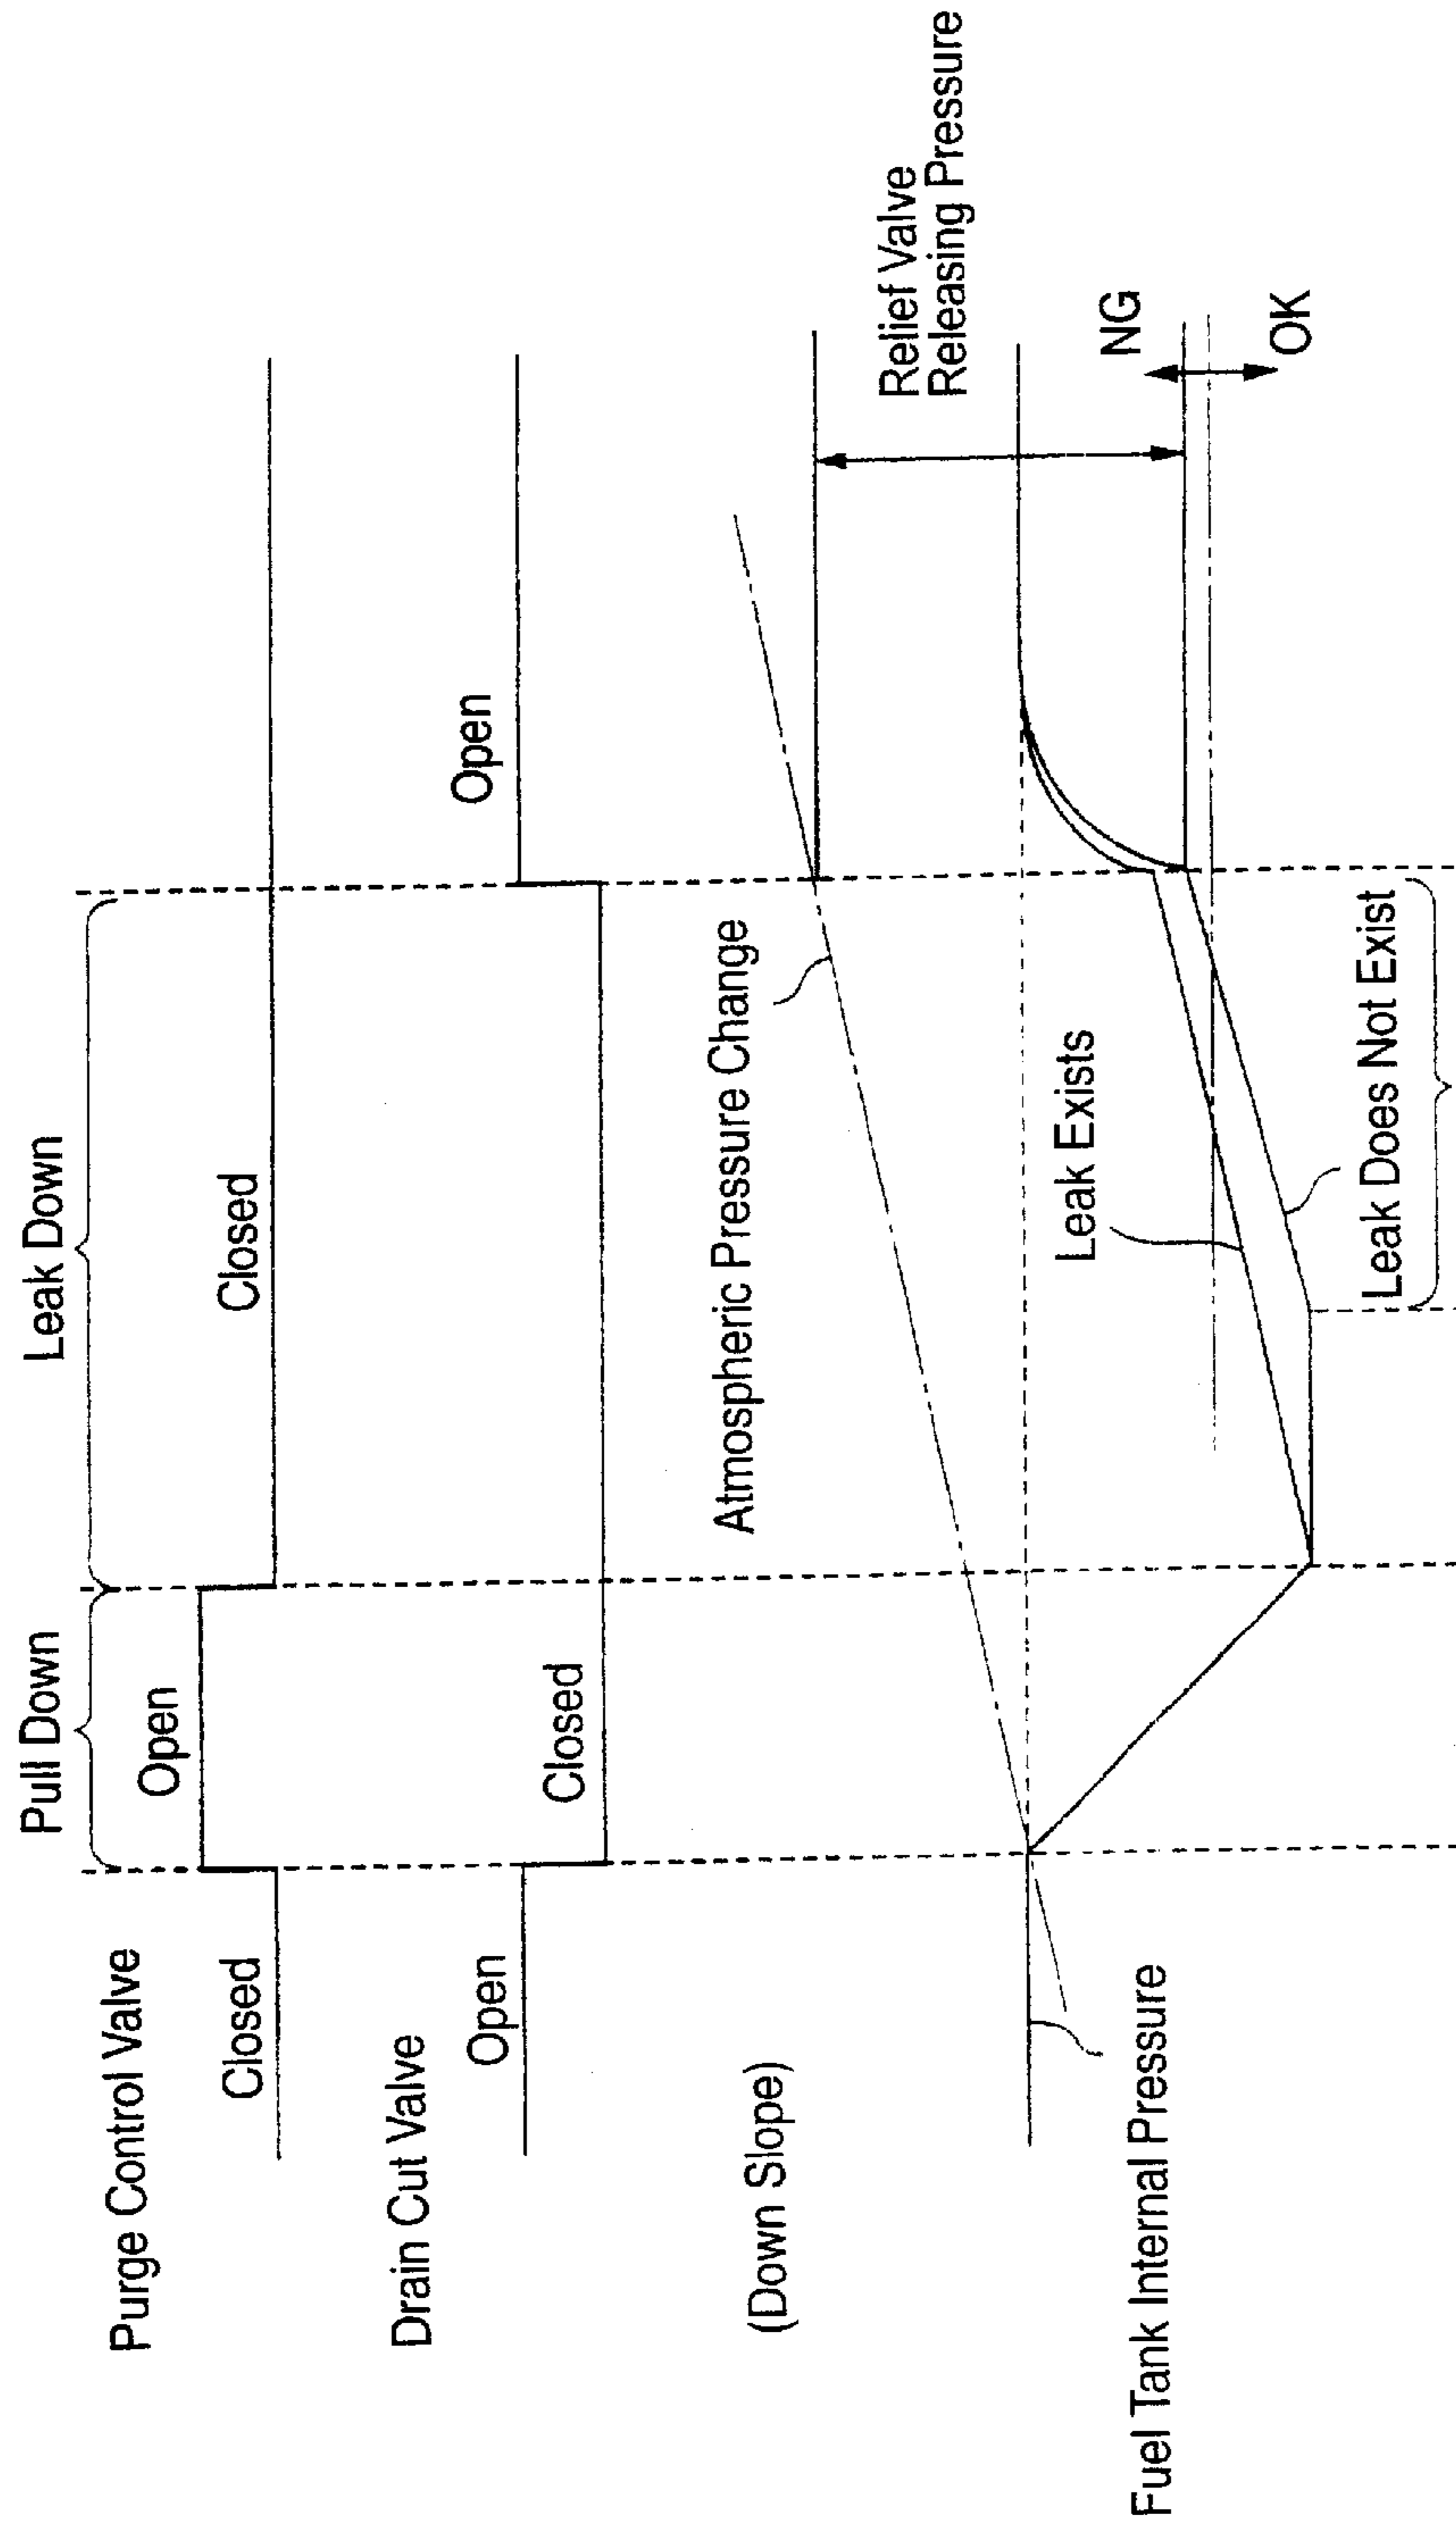 Pull Down
Leak Down
Purge Control Valve
Closed
Open
Closed
Drain Cut Valve
Open
Closed
Open
(Down Slope)
Atmospheric Pressure Change
Relief Valve
Releasing Pressure
Fuel Tank Internal Pressure
Leak Exists
NG
OK
Leak Does Not Exist